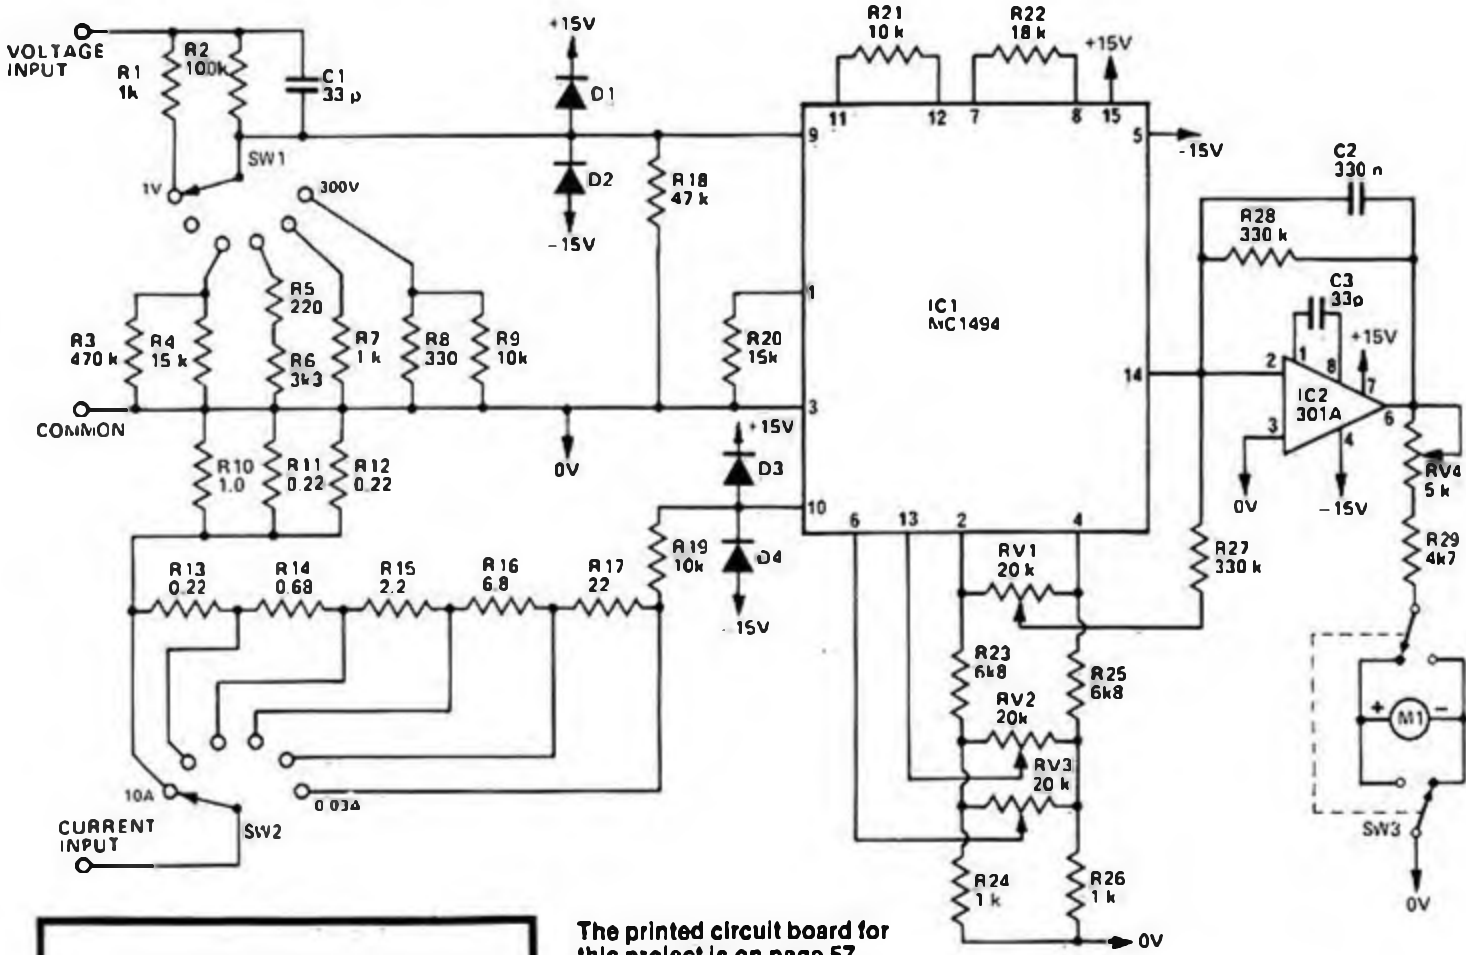 VOLTAGE
INPUT
R1
1k
R2
100k
C1
33 p
SW1
1V
300V
+15V
D1
D2
-15V
R18
47 k
R3
470 k
R4
15 k
R5
220
R6
3k3
R7
1 k
R8
330
R9
10k
R20
15k
COMMON
0V
R10
1.0
R11
0.22
R12
0.22
R13
0.22
R14
0.68
R15
2.2
R16
6.8
R17
22
R19
10k
+15V
D3
D4
-15V
10A
0.03A
SW2
CURRENT
INPUT
R21
10 k
R22
18 k
+15V
11
12
7
8
15
9
5
-15V
1
IC1
MC1494
14
3
10
6
13
2
4
RV1
20 k
R23
6k8
R25
6k8
RV2
20k
RV3
20 k
R24
1 k
R26
1 k
0V
R27
330 k
C2
330 n
R28
330 k
C3
33p
+15V
2
1
8
7
IC2
301A
3
4
6
0V
-15V
RV4
5 k
R29
4k7
+
M1
-
SW3
0V
The printed circuit board for
this project is on page 57